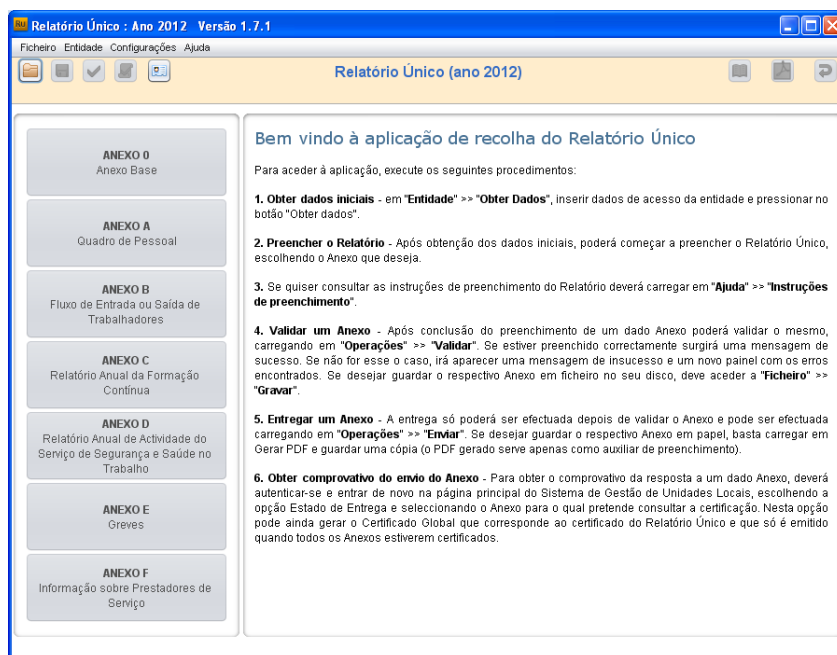 Relatório Único : Ano 2012 Versão 1.7.1
Ficheiro Entidade Configurações Ajuda
Relatório Único (ano 2012)
ANEXO 0
Anexo Base
ANEXO A
Quadro de Pessoal
ANEXO B
Fluxo de Entrada ou Saída de
Trabalhadores
ANEXO C
Relatório Anual da Formação
Contínua
ANEXO D
Relatório Anual de Actividade do
Serviço de Segurança e Saúde no
Trabalho
ANEXO E
Greves
ANEXO F
Informação sobre Prestadores de
Serviço
Bem vindo à aplicação de recolha do Relatório Único
Para aceder à aplicação, execute os seguintes procedimentos:
1. Obter dados iniciais - em "Entidade" >> "Obter Dados", inserir dados de acesso da entidade e pressionar no
botão "Obter dados".
2. Preencher o Relatório - Após obtenção dos dados iniciais, poderá começar a preencher o Relatório Único,
escolhendo o Anexo que deseja.
3. Se quiser consultar as instruções de preenchimento do Relatório deverá carregar em "Ajuda" >> "Instruções
de preenchimento".
4. Validar um Anexo - Após conclusão do preenchimento de um dado Anexo poderá validar o mesmo,
carregando em "Operações" >> "Validar". Se estiver preenchido correctamente surgirá uma mensagem de
sucesso. Se não for esse o caso, irá aparecer uma mensagem de insucesso e um novo painel com os erros
encontrados. Se desejar guardar o respectivo Anexo em ficheiro no seu disco, deve aceder a "Ficheiro" >>
"Gravar".
5. Entregar um Anexo - A entrega só poderá ser efectuada depois de validar o Anexo e pode ser efectuada
carregando em "Operações" >> "Enviar". Se desejar guardar o respectivo Anexo em papel, basta carregar em
Gerar PDF e guardar uma cópia (o PDF gerado serve apenas como auxiliar de preenchimento).
6. Obter comprovativo do envio do Anexo - Para obter o comprovativo da resposta a um dado Anexo, deverá
autenticar-se e entrar de novo na página principal do Sistema de Gestão de Unidades Locais, escolhendo a
opção Estado de Entrega e seleccionando o Anexo para o qual pretende consultar a certificação. Nesta opção
pode ainda gerar o Certificado Global que corresponde ao certificado do Relatório Único e que só é emitido
quando todos os Anexos estiverem certificados.